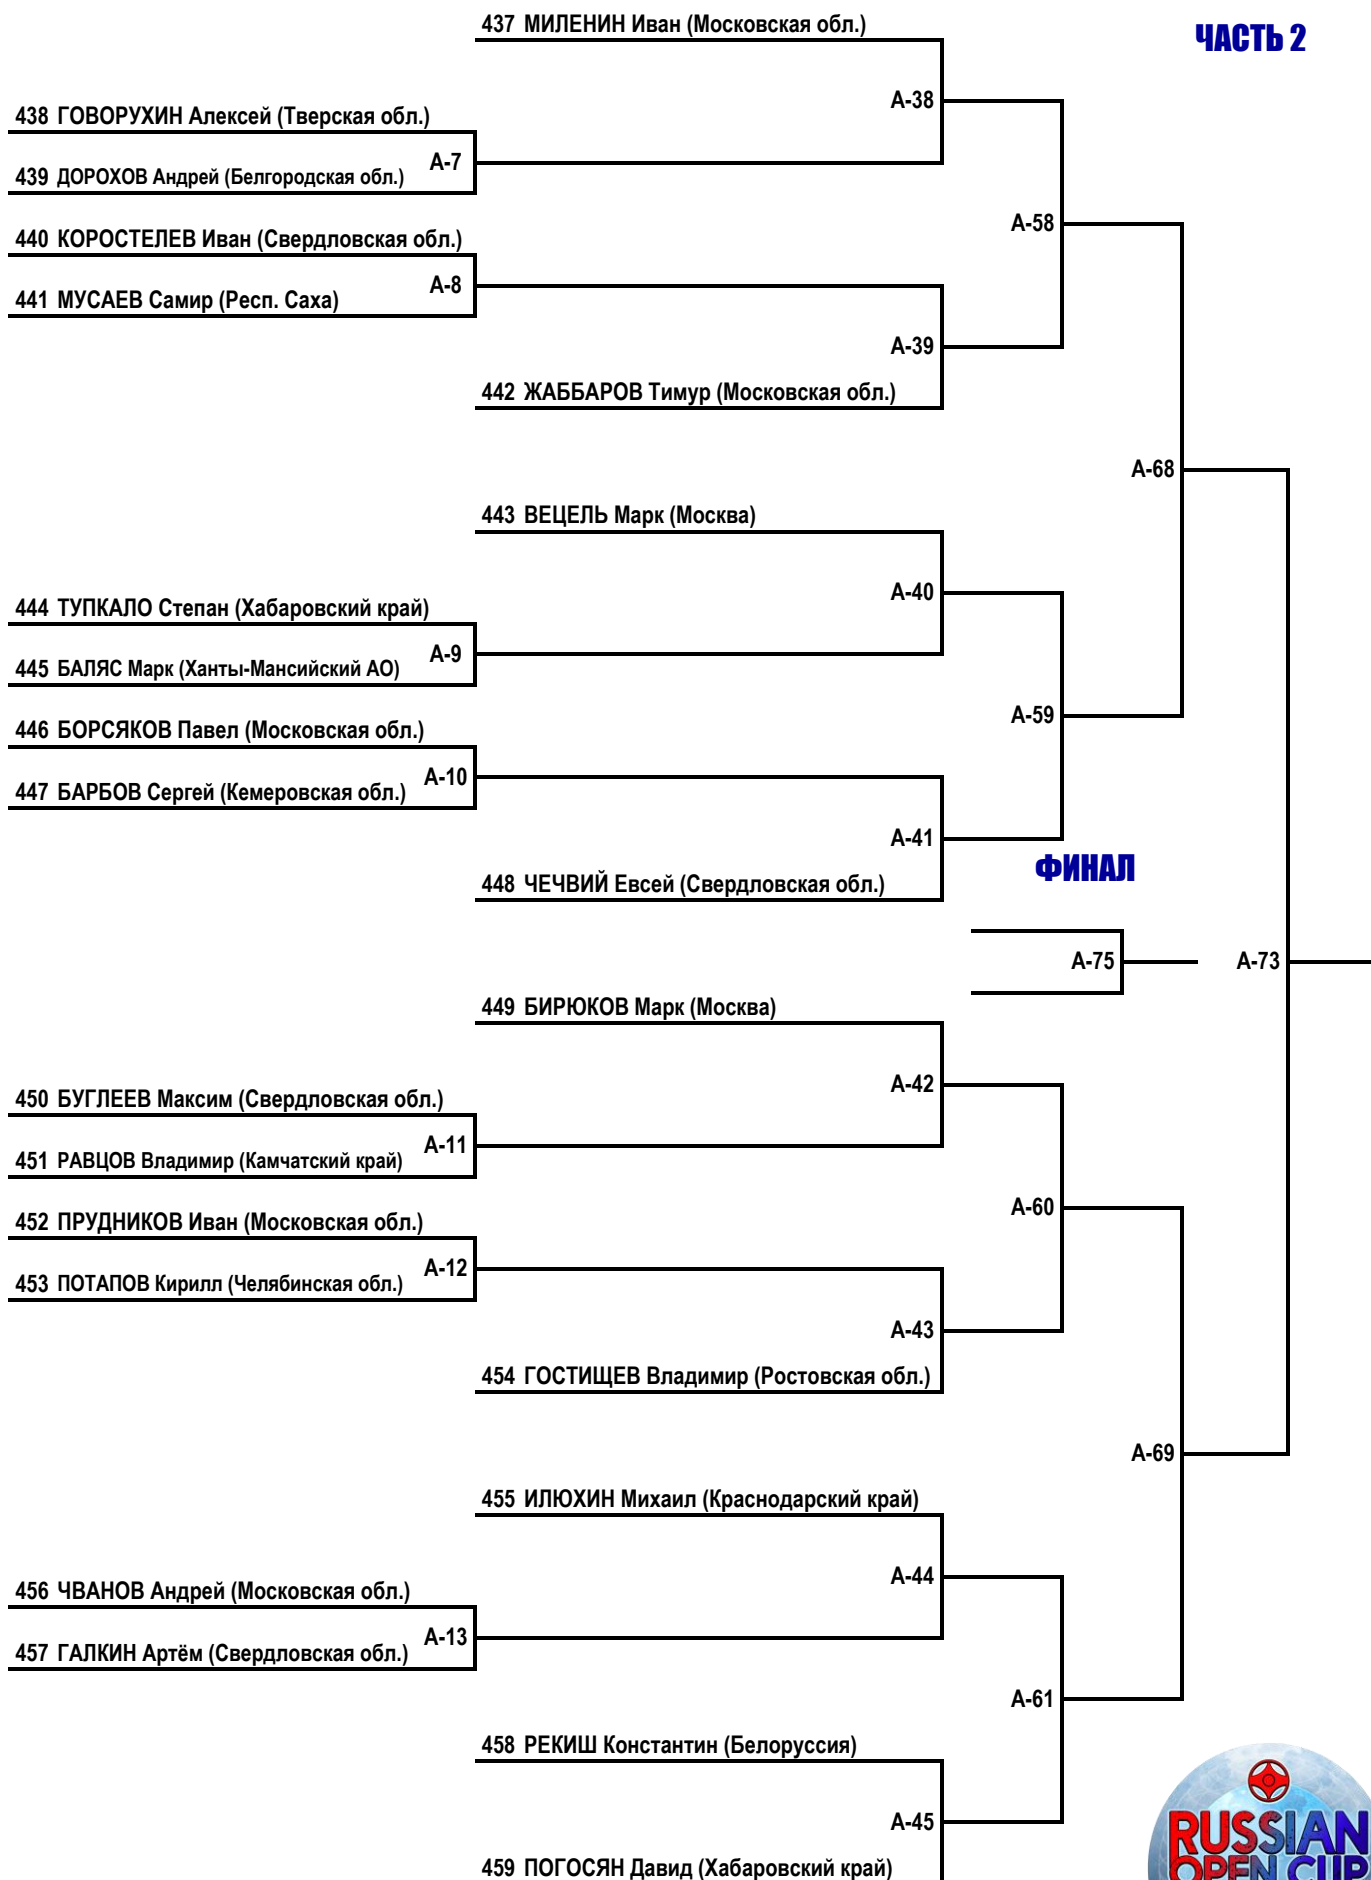 437 МИЛЕНИН Иван (Московская обл.)
ЧАСТЬ 2
А-38
438 ГОВОРУХИН Алексей (Тверская обл.)
А-7
439 ДОРОХОВ Андрей (Белгородская обл.)
А-58
440 КОРОСТЕЛЕВ Иван (Свердловская обл.)
А-8
441 МУСАЕВ Самир (Респ. Саха)
А-39
442 ЖАББАРОВ Тимур (Московская обл.)
А-68
443 ВЕЦЕЛЬ Марк (Москва)
А-40
444 ТУПКАЛО Степан (Хабаровский край)
А-9
445 БАЛЯС Марк (Ханты-Мансийский АО)
А-59
446 БОРСЯКОВ Павел (Московская обл.)
А-10
447 БАРБОВ Сергей (Кемеровская обл.)
А-41
ФИНАЛ
448 ЧЕЧВИЙ Евсей (Свердловская обл.)
А-75
А-73
449 БИРЮКОВ Марк (Москва)
А-42
450 БУГЛЕЕВ Максим (Свердловская обл.)
А-11
451 РАВЦОВ Владимир (Камчатский край)
А-60
452 ПРУДНИКОВ Иван (Московская обл.)
А-12
453 ПОТАПОВ Кирилл (Челябинская обл.)
А-43
454 ГОСТИЩЕВ Владимир (Ростовская обл.)
А-69
455 ИЛЮХИН Михаил (Краснодарский край)
А-44
456 ЧВАНОВ Андрей (Московская обл.)
А-13
457 ГАЛКИН Артём (Свердловская обл.)
А-61
458 РЕКИШ Константин (Белоруссия)
А-45
459 ПОГОСЯН Давид (Хабаровский край)
RUSSIAN
OPEN CUP